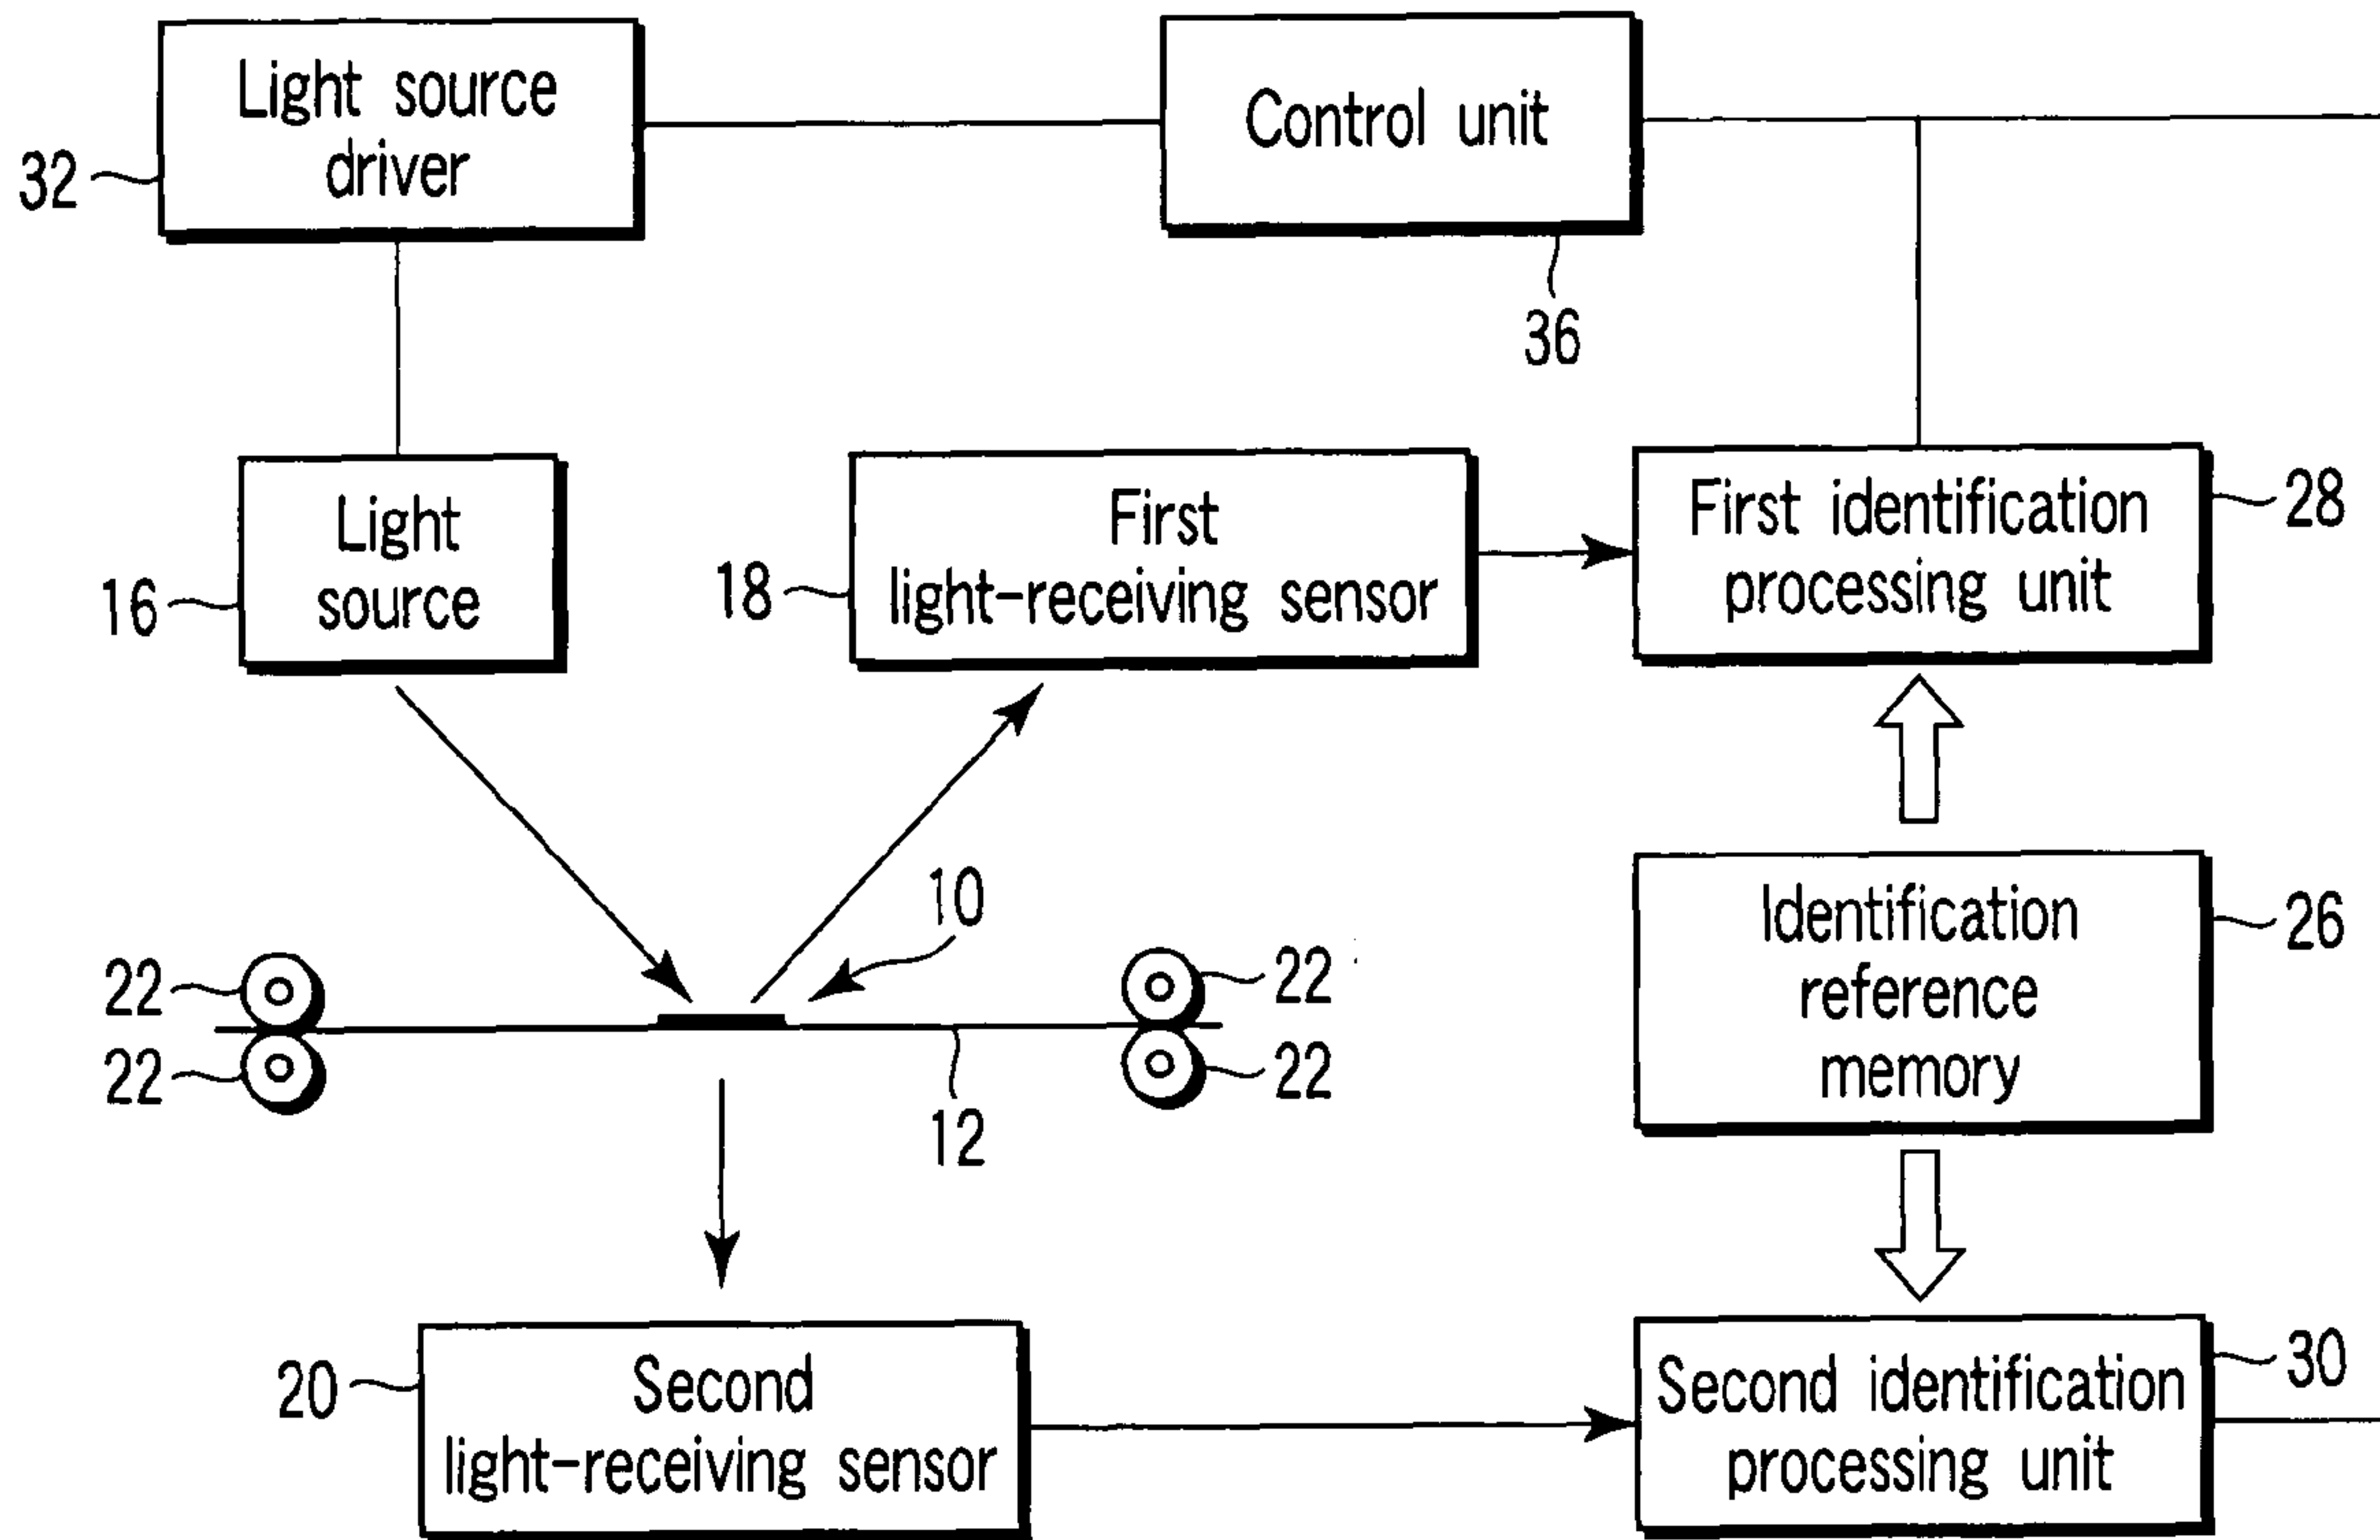 Light source
driver
32
Control unit
36
Light
source
16
First
light-receiving sensor
18
First identification
processing unit
28
10
22
22
22
22
12
Identification
reference
memory
26
Second
light-receiving sensor
20
Second identification
processing unit
30